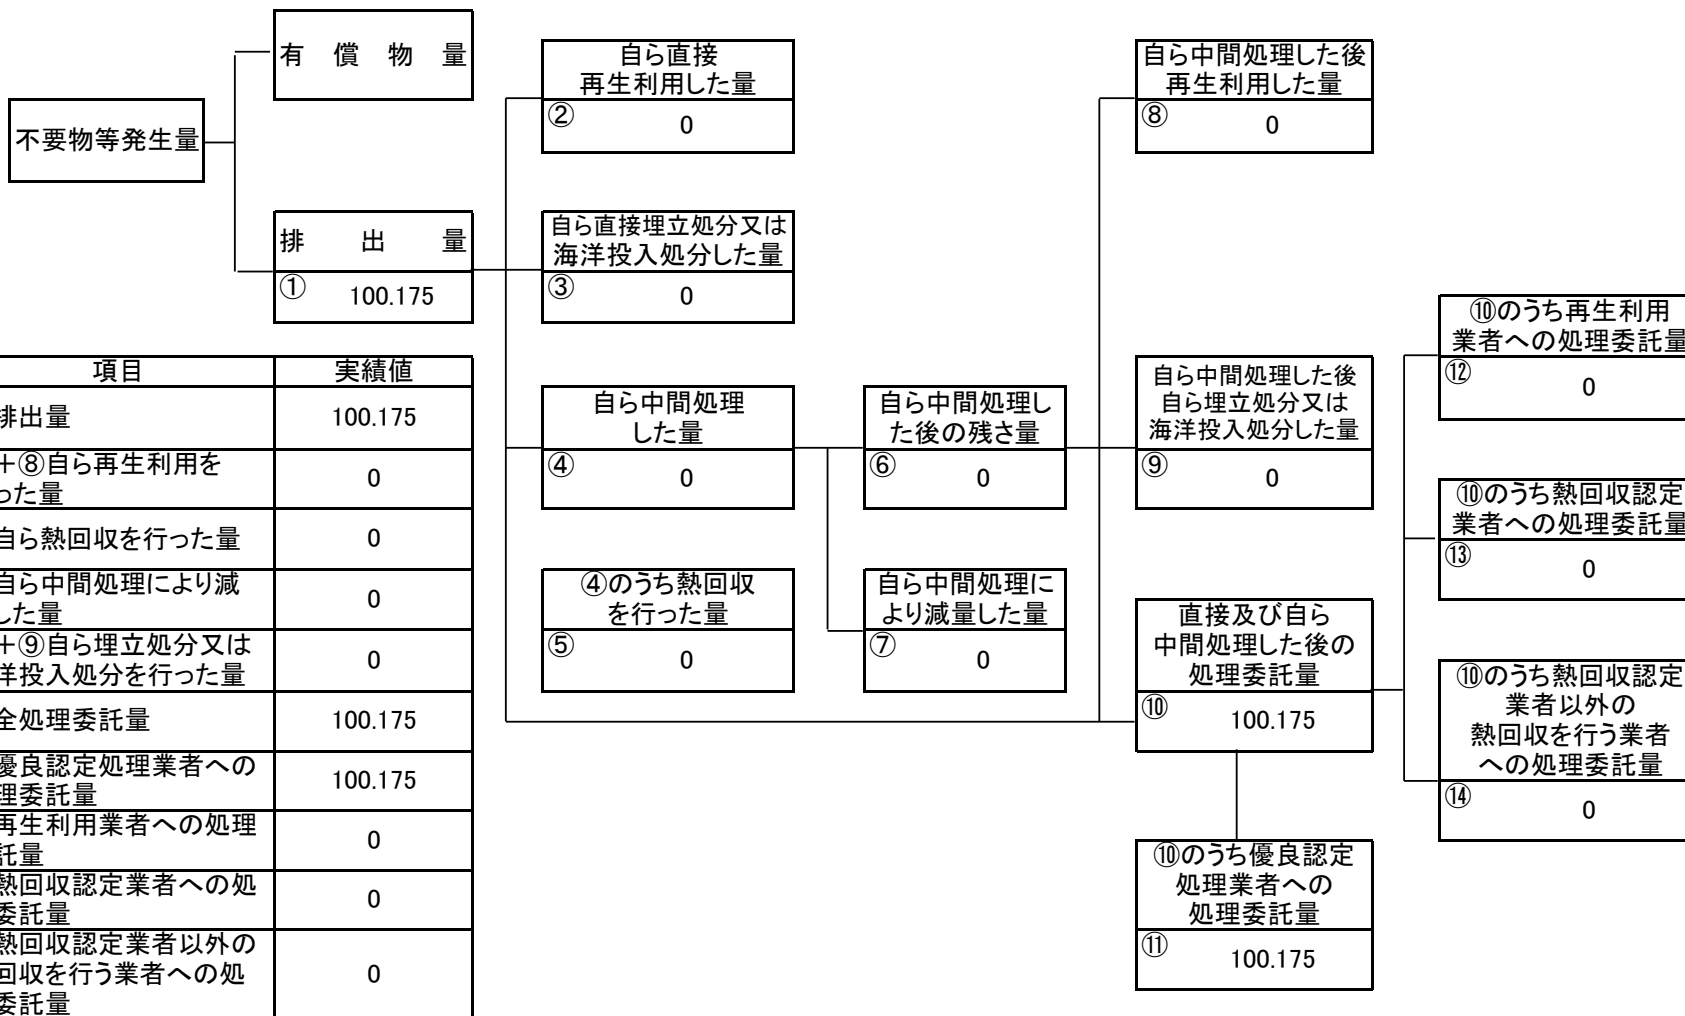 不要物等発生量
有償物量
排出量
① 100.175
自ら直接
再生利用した量
② 0
自ら直接埋立処分又は
海洋投入処分した量
③ 0
自ら中間処理
した量
④ 0
④のうち熱回収
を行った量
⑤ 0
自ら中間処理し
た後の残さ量
⑥ 0
自ら中間処理に
より減量した量
⑦ 0
自ら中間処理した後
再生利用した量
⑧ 0
自ら中間処理した後
自ら埋立処分又は
海洋投入処分した量
⑨ 0
直接及び自ら
中間処理した後の
処理委託量
⑩ 100.175
⑩のうち優良認定
処理業者への
処理委託量
⑪ 100.175
⑩のうち再生利用
業者への処理委託量
⑫ 0
⑩のうち熱回収認定
業者への処理委託量
⑬ 0
⑩のうち熱回収認定
業者以外の
熱回収を行う業者
への処理委託量
⑭ 0
項目 実績値
排出量 100.175
+⑧自ら再生利用を
った量 0
自ら熱回収を行った量 0
自ら中間処理により減
した量 0
+⑨自ら埋立処分又は
洋投入処分を行った量 0
全処理委託量 100.175
優良認定処理業者への
理委託量 100.175
再生利用業者への処理
託量 0
熱回収認定業者への処
委託量 0
熱回収認定業者以外の
回収を行う業者への処
委託量 0